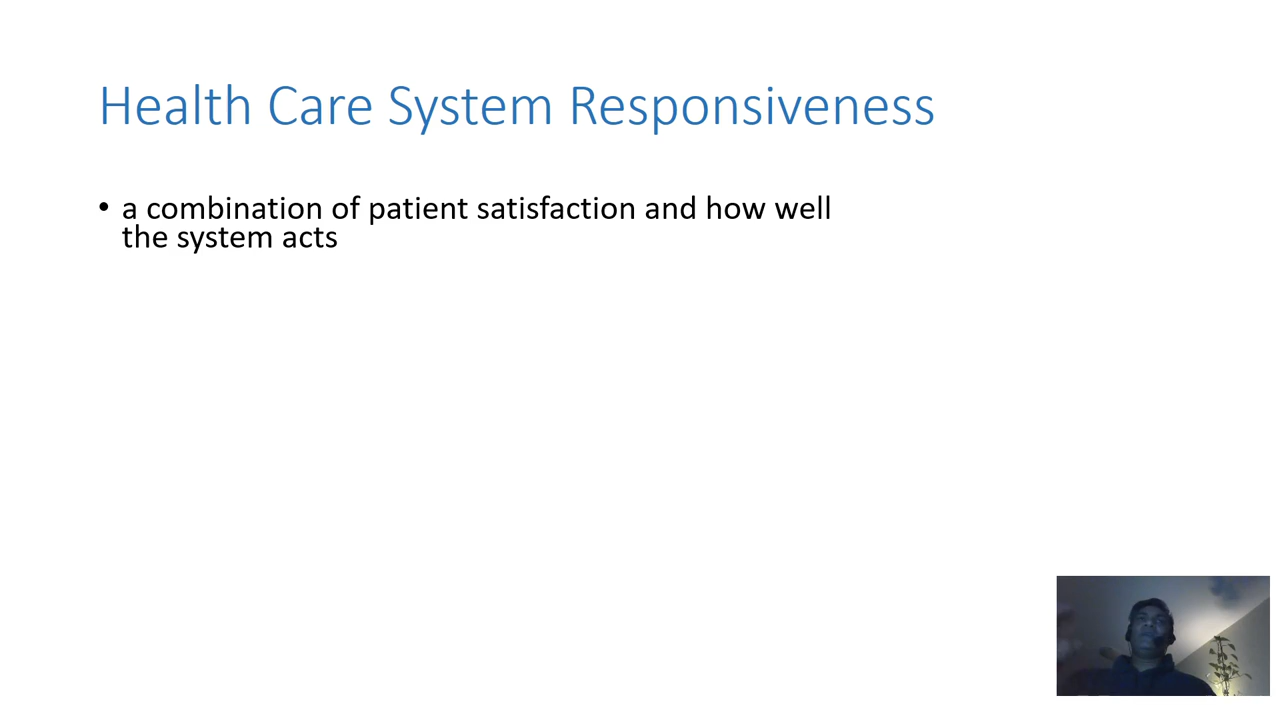 Health Care System Responsiveness
• a combination of patient satisfaction and how well
the system acts